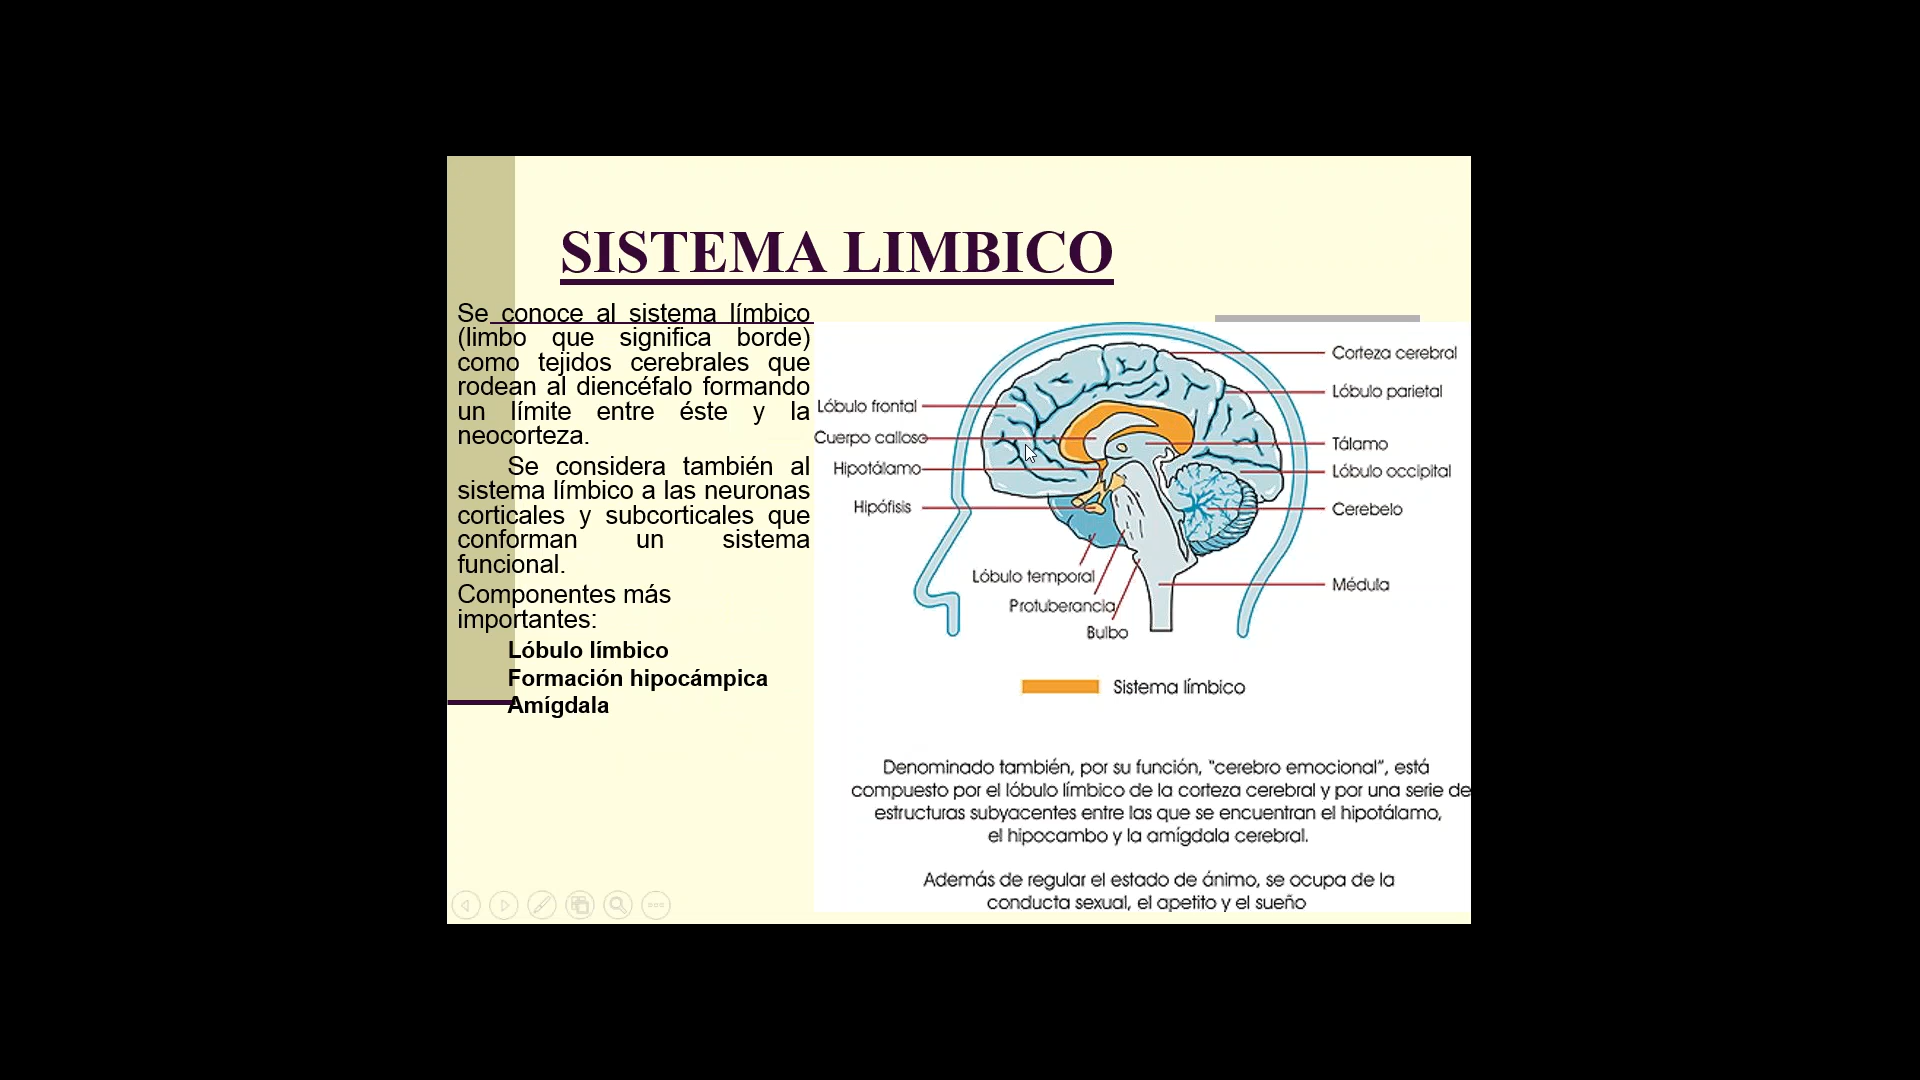 SISTEMA LIMBICO
Se conoce al sistema límbico
(limbo que significa borde)
como tejidos cerebrales que
rodean al diencéfalo formando
un límite entre éste y la
neocorteza.
Se considera también al
sistema límbico a las neuronas
corticales y subcorticales que
conforman un sistema
funcional.
Componentes más
importantes:
Lóbulo límbico
Formación hipocámpica
Amígdala
Lóbulo frontal
Cuerpo calloso
Hipotálamo
Hipófisis
Lóbulo temporal
Protuberancia
Bulbo
Corteza cerebral
Lóbulo parietal
Tálamo
Lóbulo occipital
Cerebelo
Médula
Sistema límbico
Denominado también, por su función, “cerebro emocional”, está
compuesto por el lóbulo límbico de la corteza cerebral y por una serie de
estructuras subyacentes entre las que se encuentran el hipotálamo,
el hipocambo y la amígdala cerebral.
Además de regular el estado de ánimo, se ocupa de la
conducta sexual, el apetito y el sueño